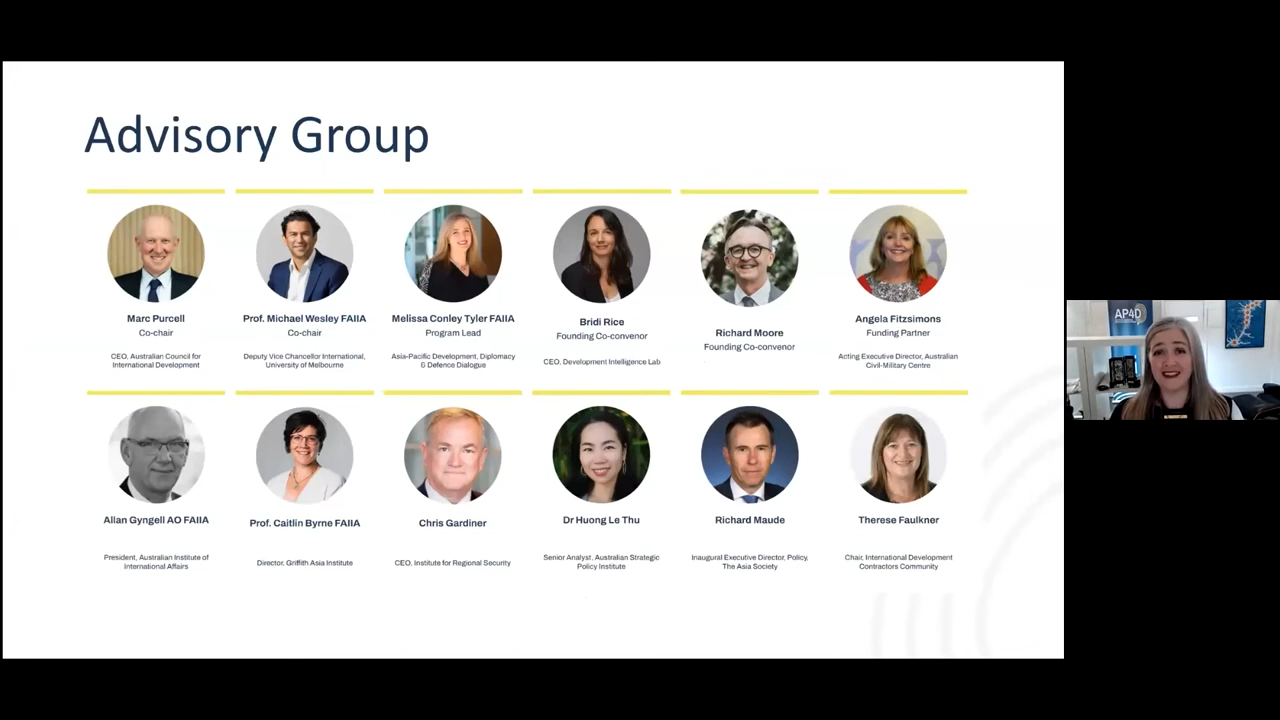 Advisory Group
Marc Purcell
Co-chair
CEO, Australian Council for
International Development
Prof. Michael Wesley FAIIA
Co-chair
Deputy Vice Chancellor International,
University of Melbourne
Melissa Conley Tyler FAIIA
Program Lead
Asia-Pacific Development, Diplomacy
& Defence Dialogue
Bridi Rice
Founding Co-convenor
CEO, Development Intelligence Lab
Richard Moore
Founding Co-convenor
Angela Fitzsimons
Funding Partner
Acting Executive Director, Australian
Civil-Military Centre
Allan Gyngell AO FAIIA
President, Australian Institute of
International Affairs
Prof. Caitlin Byrne FAIIA
Director, Griffith Asia Institute
Chris Gardiner
CEO, Institute for Regional Security
Dr Huong Le Thu
Senior Analyst, Australian Strategic
Policy Institute
Richard Maude
Inaugural Executive Director, Policy,
The Asia Society
Therese Faulkner
Chair, International Development
Contractors Community
AP4D